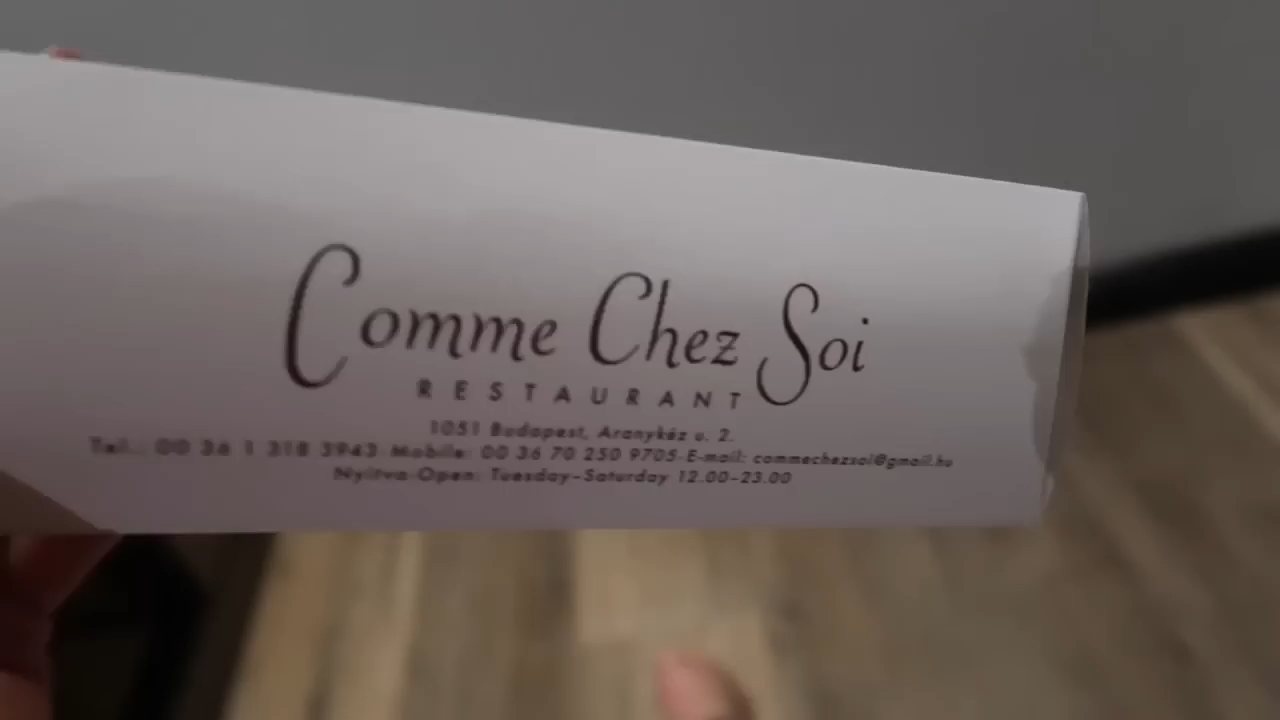 Comme Chez Soi
RESTAURANT
1051 Budapest, Aranykéz u. 2.
Tel.: 00 36 1 318 3943 Mobile: 00 36 70 250 9705 E-mail: commechezsoi@gmail.hu
Nyitva-Open: Tuesday-Saturday 12.00-23.00